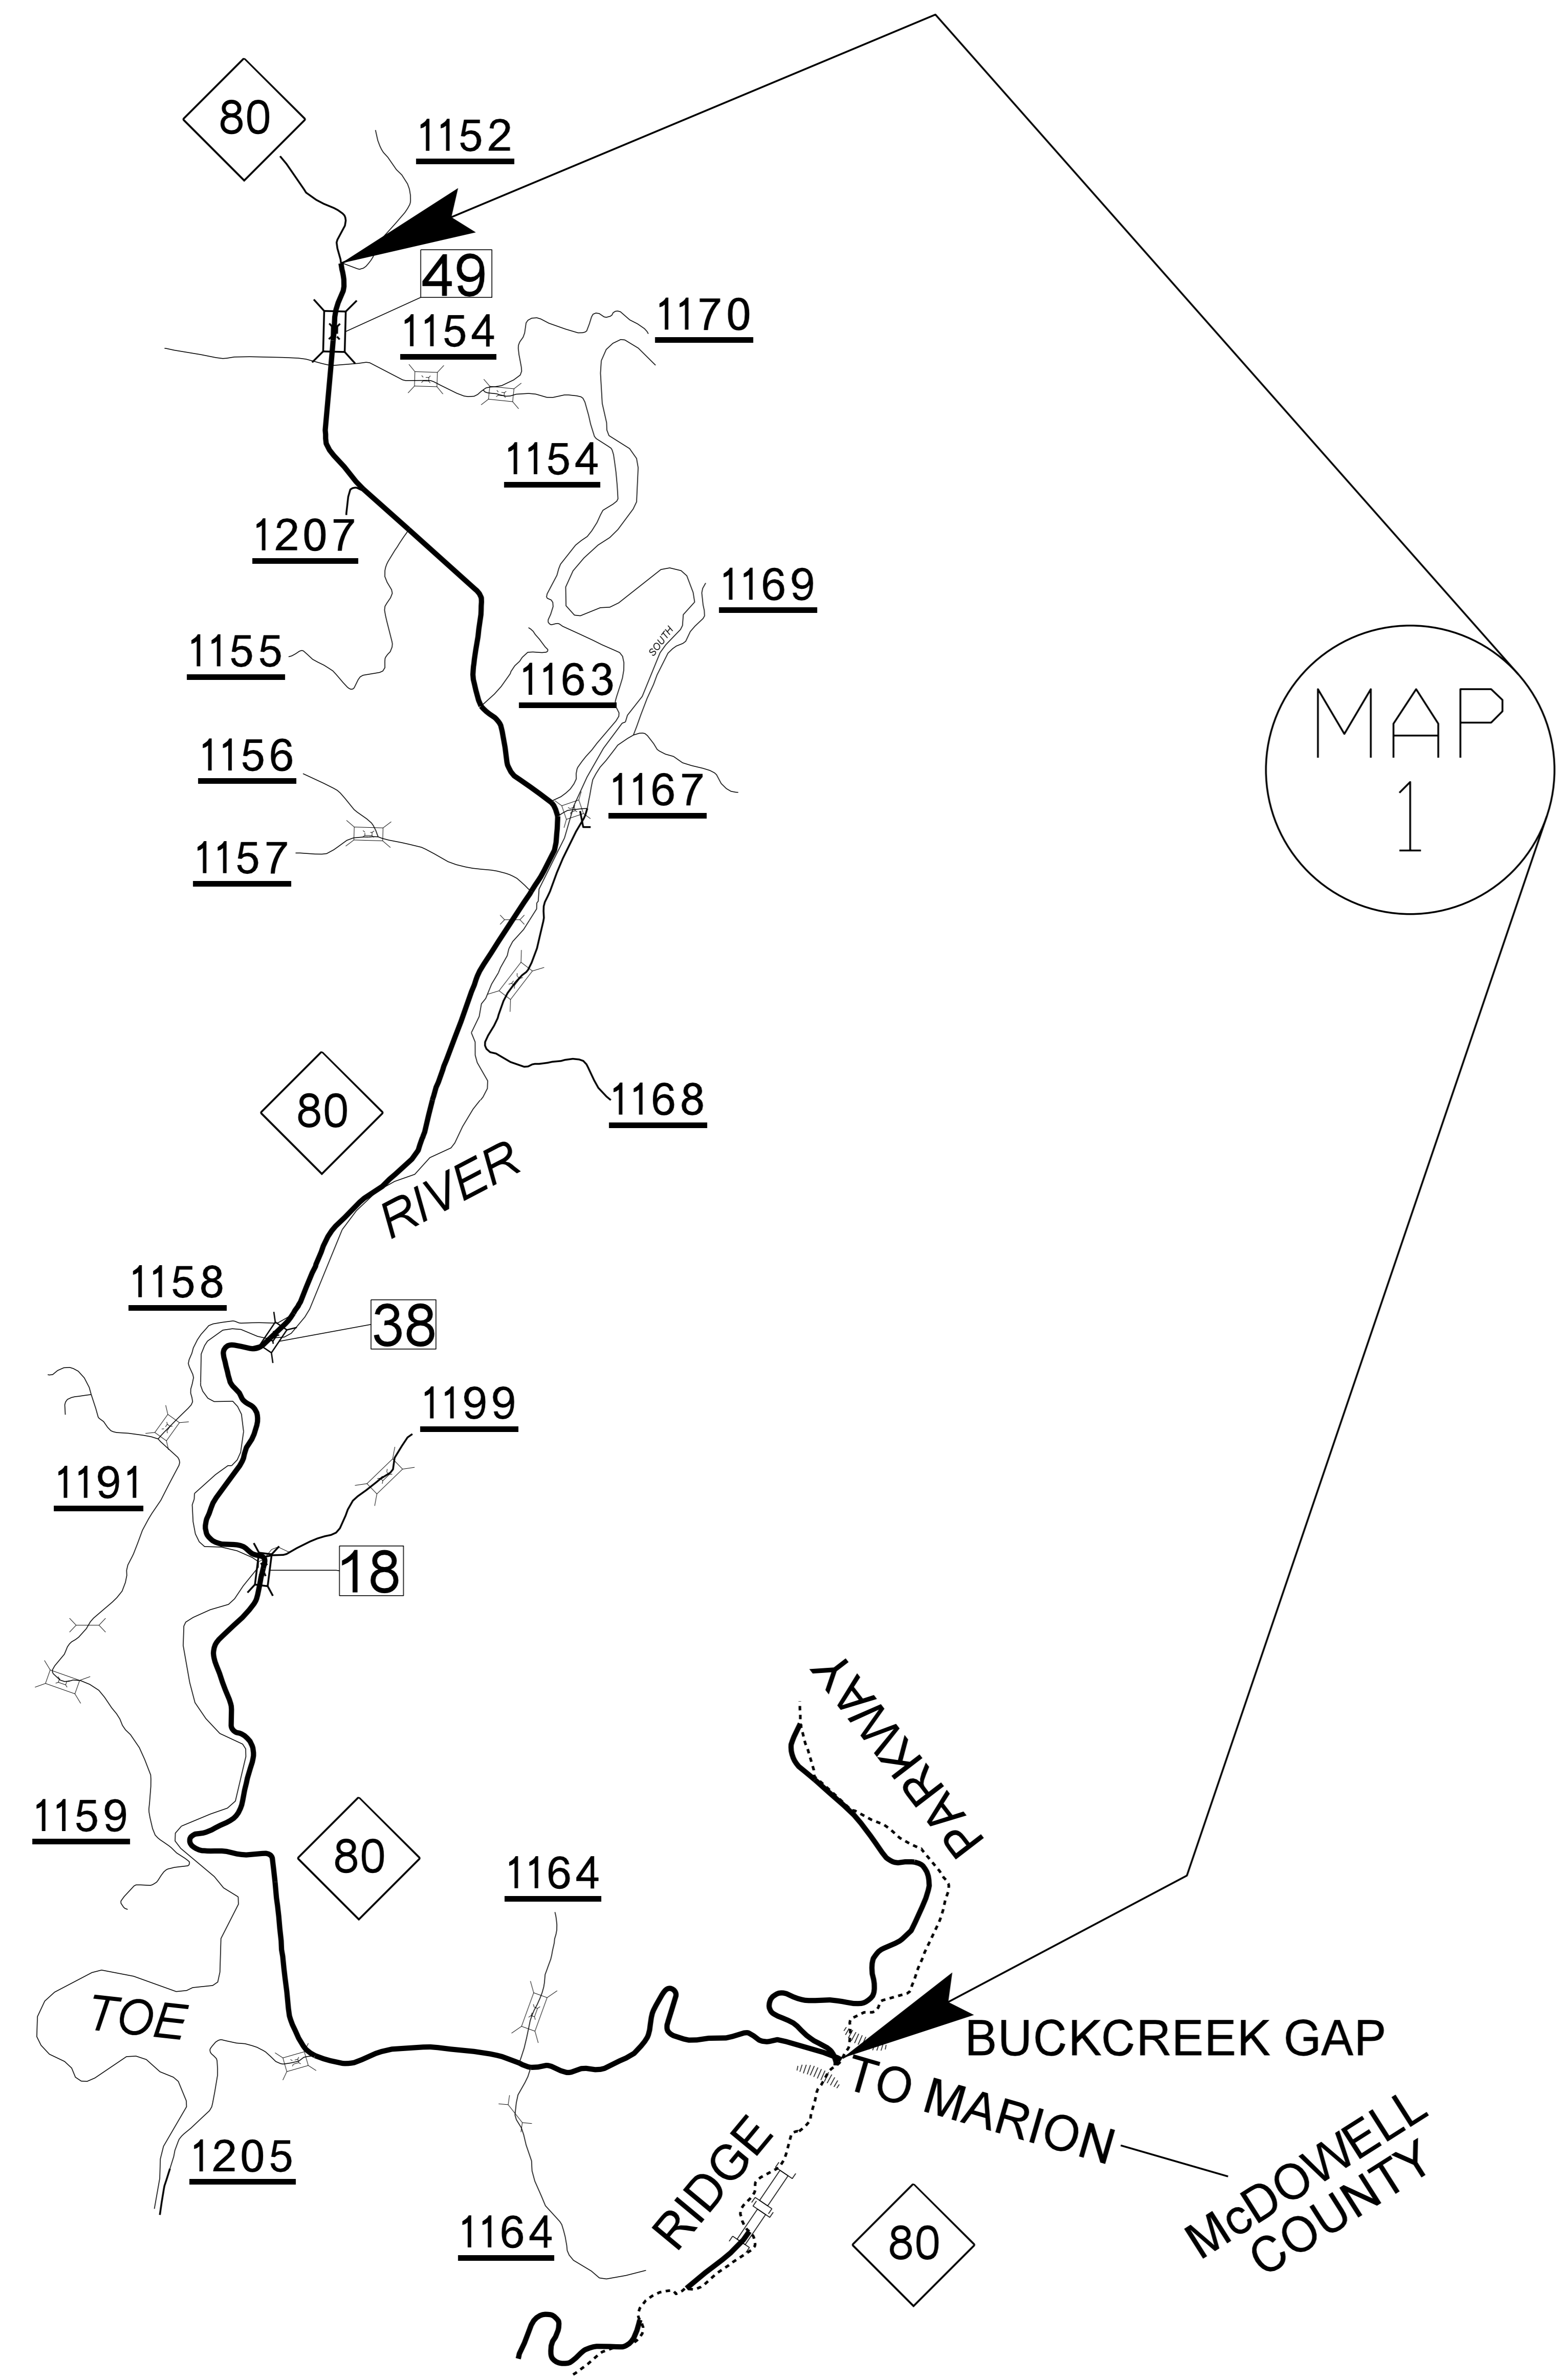 80
1152
49
1154
1170
1154
1207
1169
SOUTH
1155
1163
MAP
1
1156
1167
1157
80
1168
RIVER
1158
38
1199
1191
18
PARKWAY
1159
80
1164
TOE
BUCKCREEK GAP
TO MARION
McDOWELL
COUNTY
1205
RIDGE
1164
80